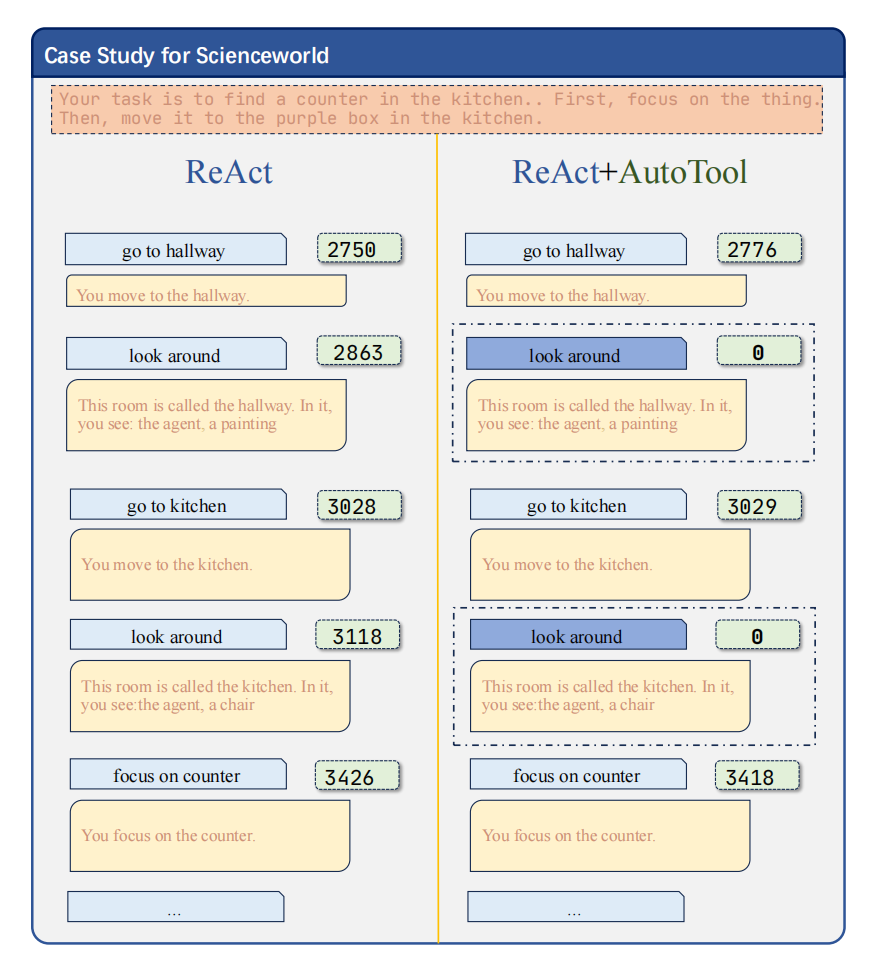 Case Study for Scienceworld
Your task is to find a counter in the kitchen.. First, focus on the thing.
Then, move it to the purple box in the kitchen.
ReAct
go to hallway
2750
You move to the hallway.
look around
2863
This room is called the hallway. In it,
you see: the agent, a painting
go to kitchen
3028
You move to the kitchen.
look around
3118
This room is called the kitchen. In it,
you see:the agent, a chair
focus on counter
3426
You focus on the counter.
...
ReAct+AutoTool
go to hallway
2776
You move to the hallway.
look around
0
This room is called the hallway. In it,
you see: the agent, a painting
go to kitchen
3029
You move to the kitchen.
look around
0
This room is called the kitchen. In it,
you see:the agent, a chair
focus on counter
3418
You focus on the counter.
...